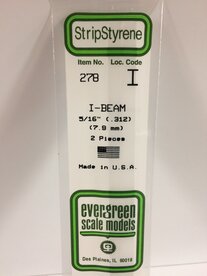 StripStyrene
Item No. Loc. Code
278 I
I-BEAM
5/16" (.312)
(7.9 mm)
2 Pieces
Made in U.S.A.
evergreen
scale models
Des Plaines, IL 60018